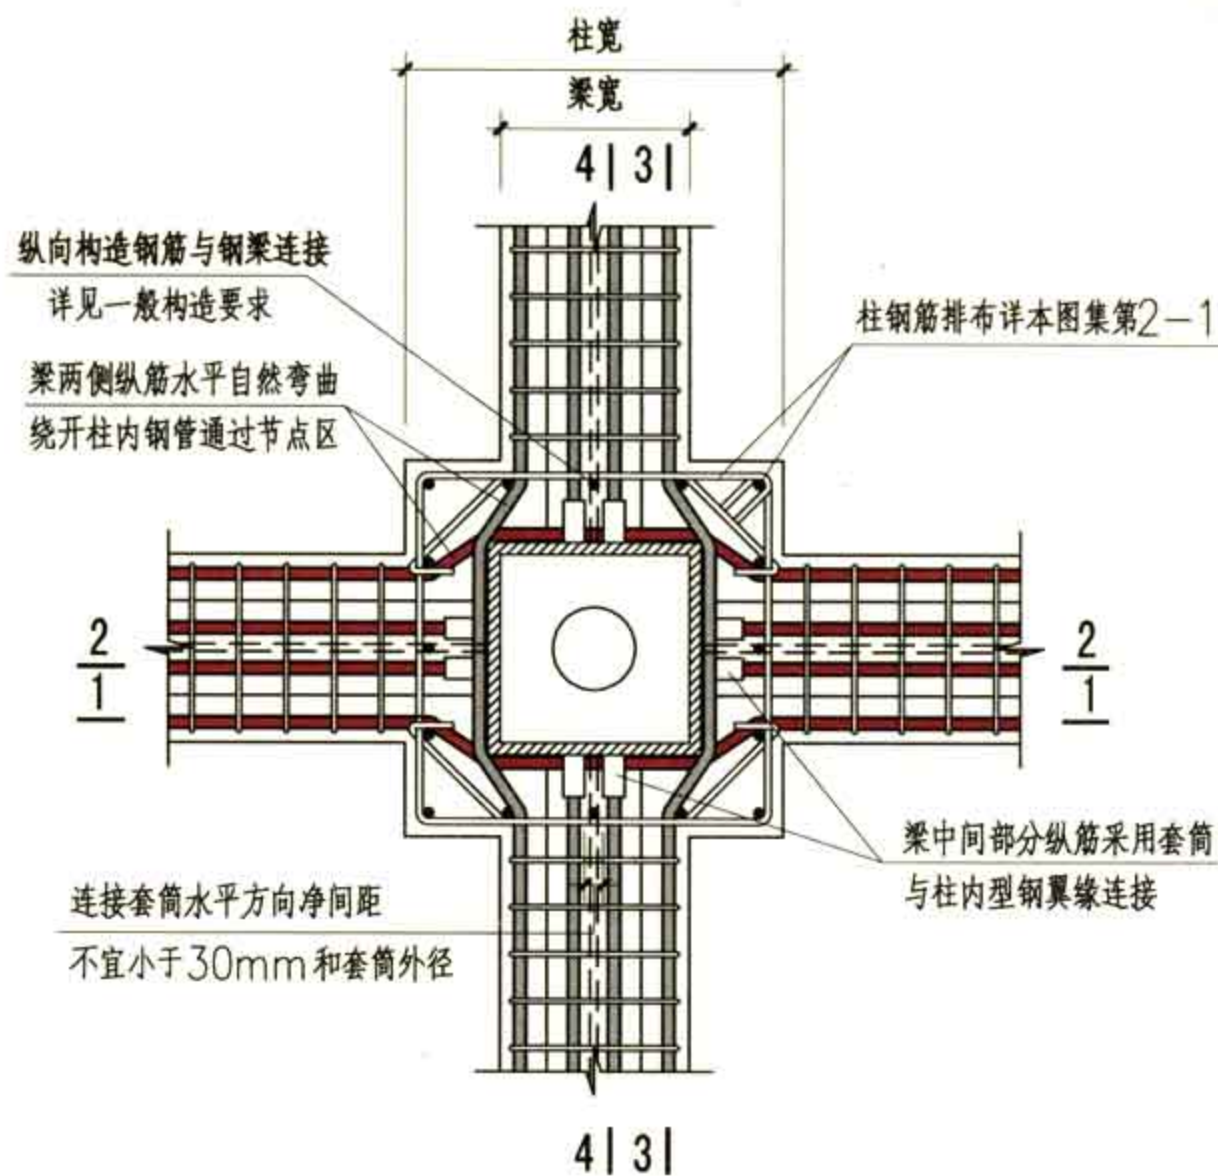 柱宽
梁宽
4 3
纵向构造钢筋与钢梁连接
详见一般构造要求
柱钢筋排布详本图集第2-1
梁两侧纵筋水平自然弯曲
绕开柱内钢管通过节点区
2
1
2
1
梁中间部分纵筋采用套筒
与柱内型钢翼缘连接
连接套筒水平方向净间距
不宜小于30mm和套筒外径
4 3